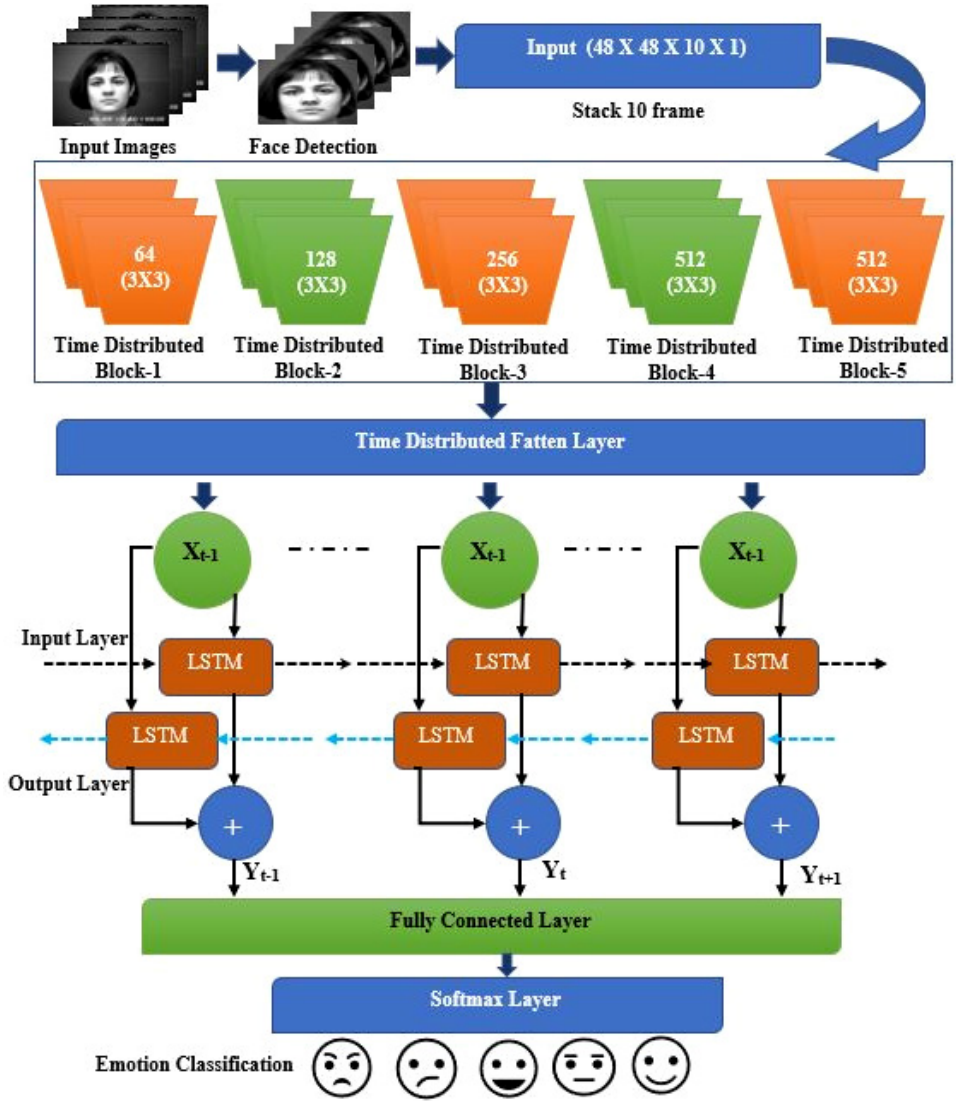 Input (48 X 48 X 10 X 1)
Stack 10 frame
Input Images
Face Detection
64
(3X3)
128
(3X3)
256
(3X3)
512
(3X3)
512
(3X3)
Time Distributed
Block-1
Time Distributed
Block-2
Time Distributed
Block-3
Time Distributed
Block-4
Time Distributed
Block-5
Time Distributed Fatten Layer
Xt-1
Xt-1
Xt-1
Input Layer
LSTM
LSTM
LSTM
LSTM
LSTM
LSTM
Output Layer
+
+
+
Yt-1
Yt
Yt+1
Fully Connected Layer
Softmax Layer
Emotion Classification